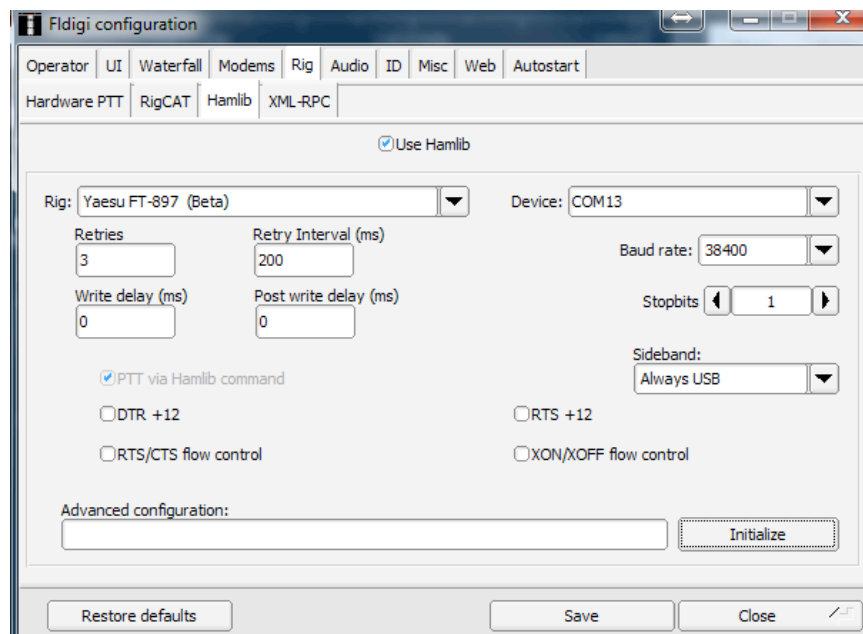 Fldigi configuration
Operator UI Waterfall Modems Rig Audio ID Misc Web Autostart
Hardware PTT RigCAT Hamlib XML-RPC
Use Hamlib
Rig: Yaesu FT-897 (Beta) Device: COM13
Retries Retry Interval (ms)
3 200 Baud rate: 38400
Write delay (ms) Post write delay (ms) Stopbits 1
0 0
Sideband:
PTT via Hamlib command Always USB
DTR +12 RTS +12
RTS/CTS flow control XON/XOFF flow control
Advanced configuration:
Initialize
Restore defaults Save Close